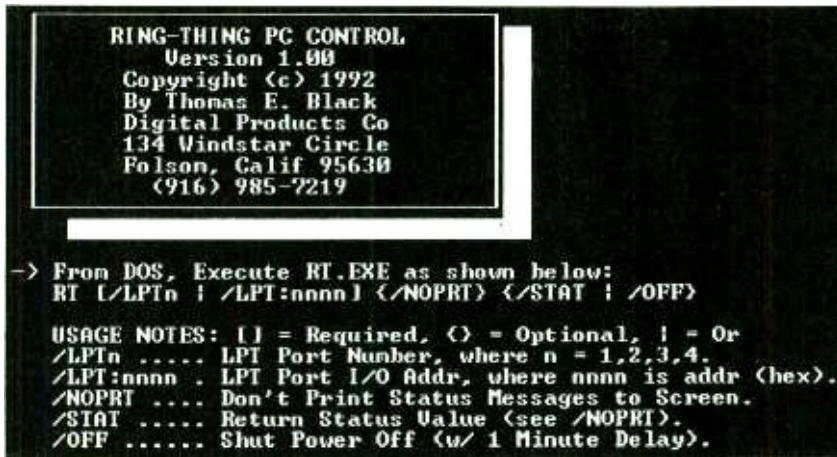 RING-THING PC CONTROL
Version 1.00
Copyright (c) 1992
By Thomas E. Black
Digital Products Co
134 Windstar Circle
Folsom, Calif 95630
(916) 985-7219
-> From DOS, Execute RT.EXE as shown below:
RT [/LPTn | /LPT:nnnn] {/NOPRT} {/STAT | /OFF}
USAGE NOTES: [] = Required, {} = Optional, | = Or
/LPTn ..... LPT Port Number, where n = 1,2,3,4.
/LPT:nnnn . LPT Port I/O Addr, where nnnn is addr (hex).
/NOPRT .... Don't Print Status Messages to Screen.
/STAT ..... Return Status Value (see /NOPRT).
/OFF ...... Shut Power Off (w/ 1 Minute Delay).